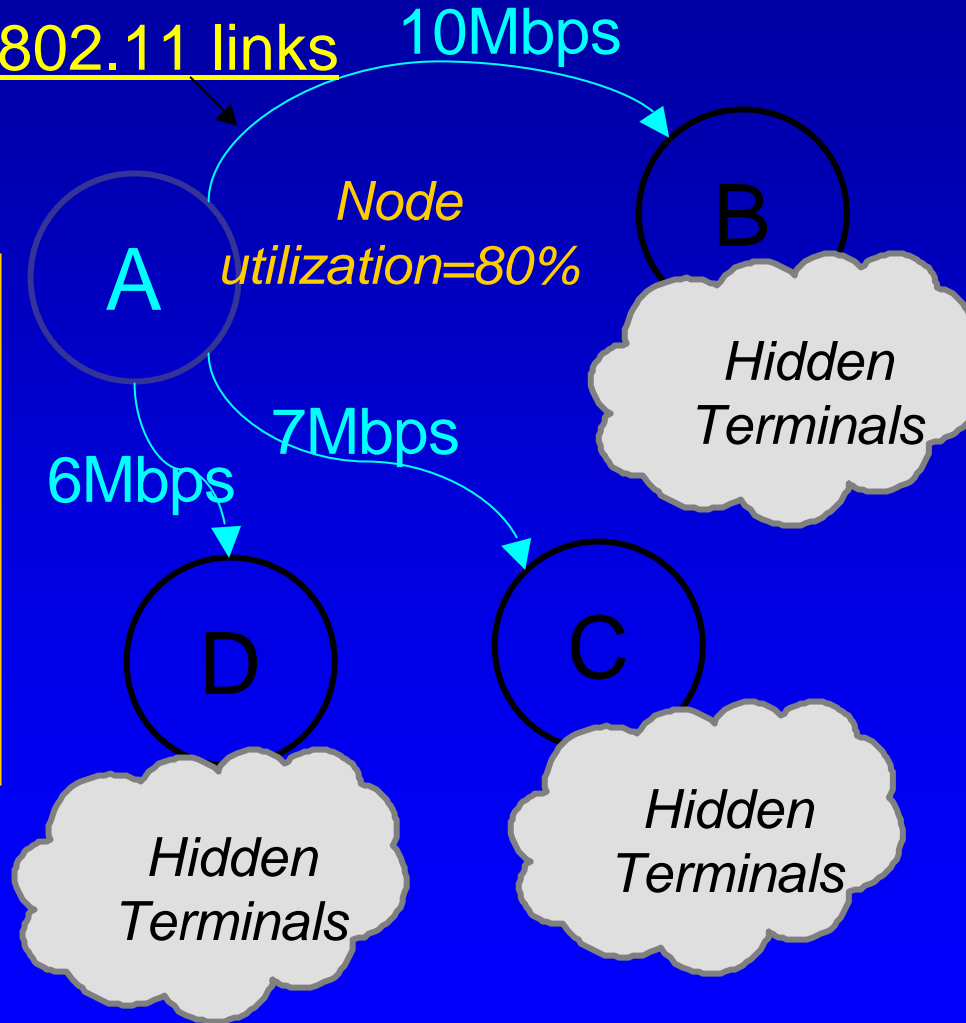 802.11 links
10Mbps
Node
utilization=80%
A
B
Hidden
Terminals
7Mbps
6Mbps
D
C
Hidden
Terminals
Hidden
Terminals